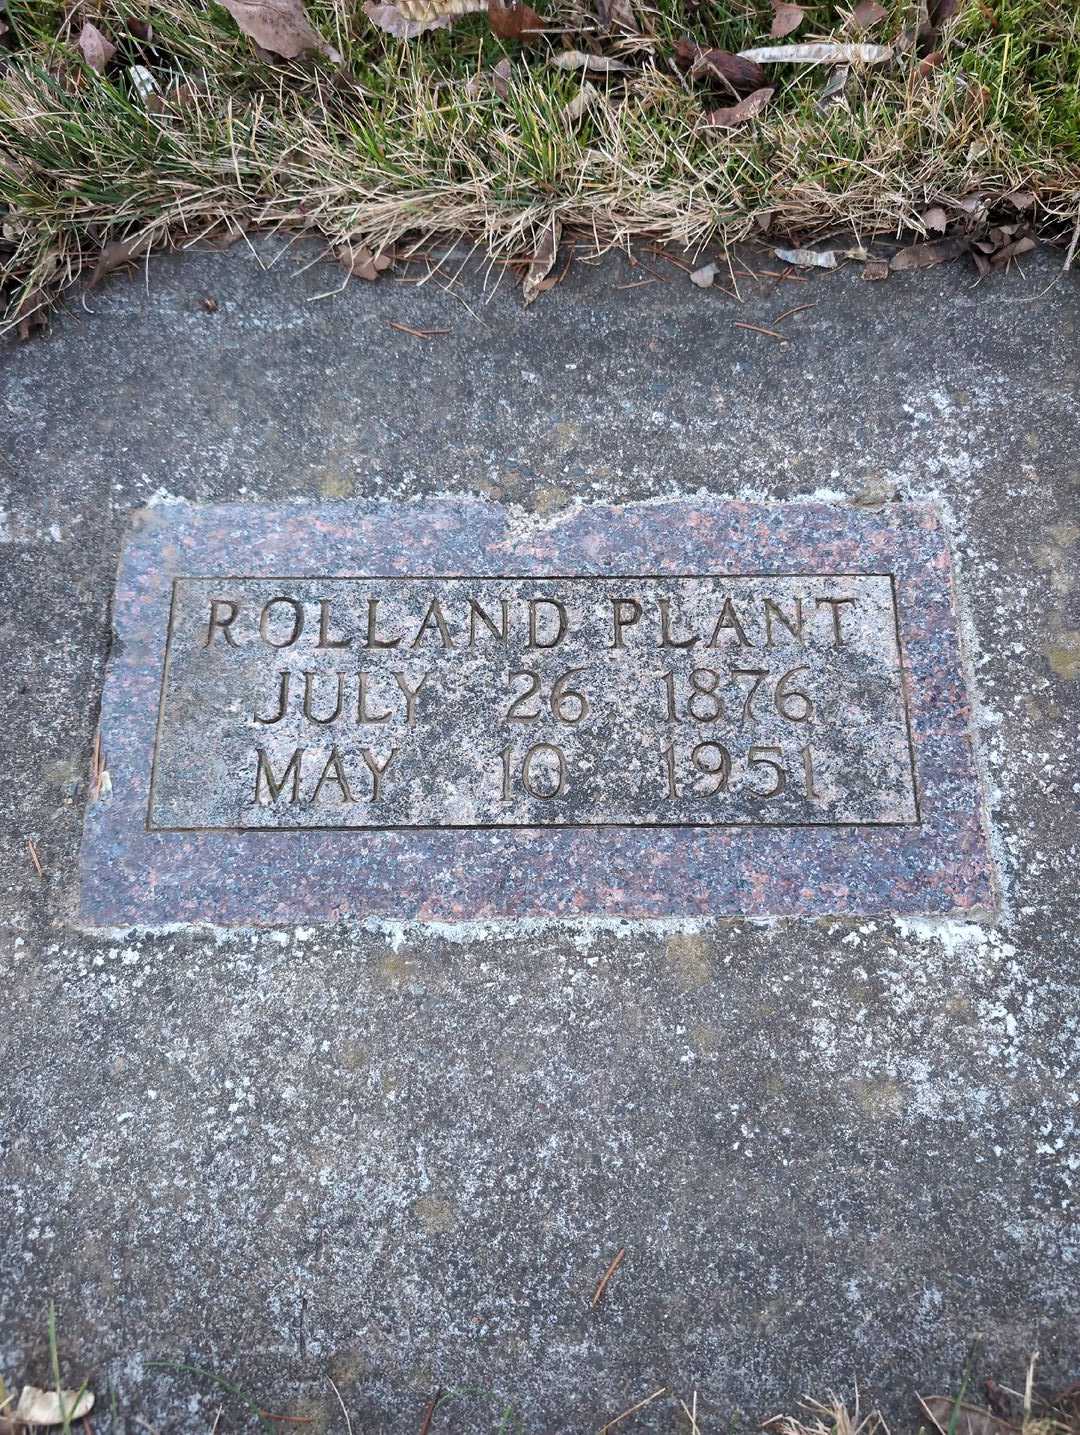 ROLLAND PLANT
JULY 26. 1876
MAY 10. 1951